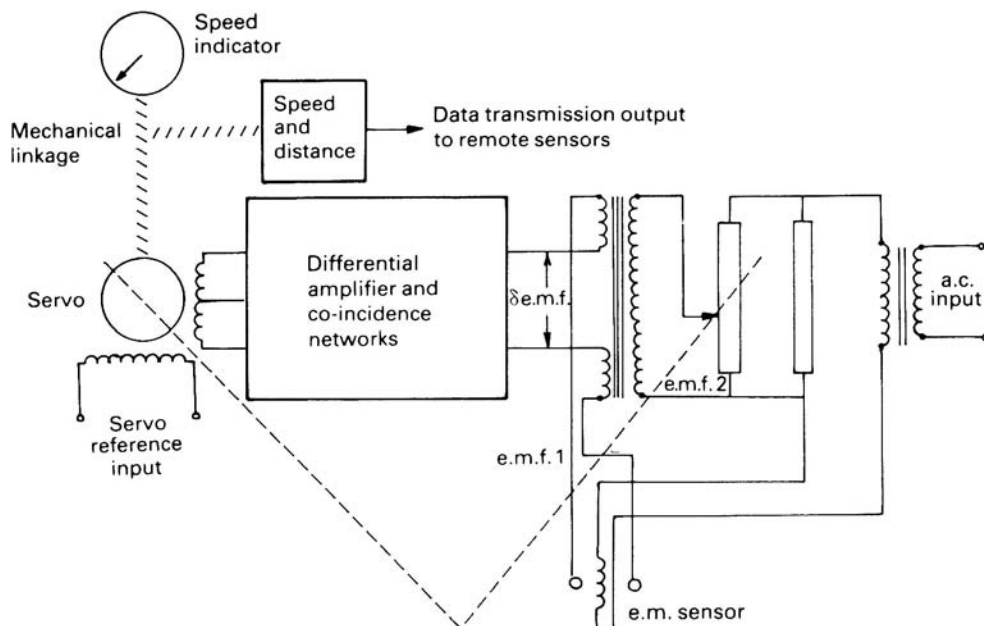 Speed
indicator
Mechanical
linkage
Speed
and
distance
Data transmission output
to remote sensors
Servo
Differential
amplifier and
co-incidence
networks
δe.m.f.
a.c.
input
e.m.f.2
Servo
reference
input
e.m.f.1
e.m. sensor